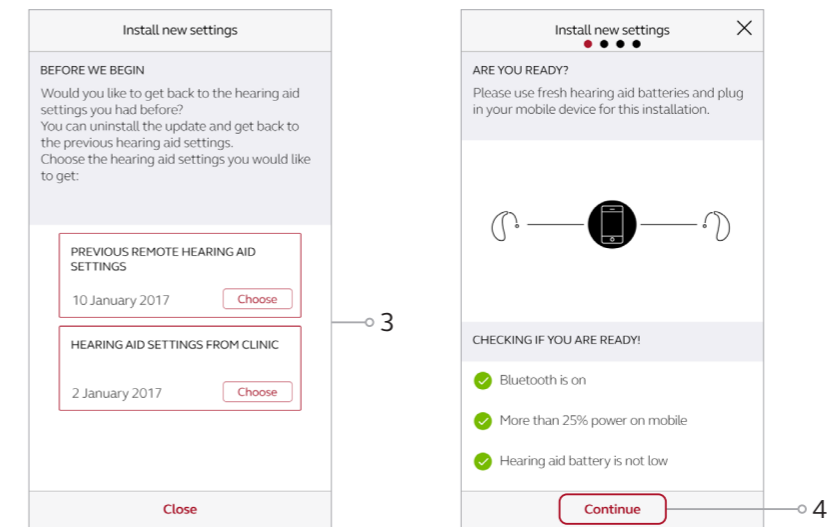 Install new settings
BEFORE WE BEGIN
Would you like to get back to the hearing aid
settings you had before?
You can uninstall the update and get back to
the previous hearing aid settings.
Choose the hearing aid settings you would like
to get:
PREVIOUS REMOTE HEARING AID
SETTINGS
10 January 2017 Choose
HEARING AID SETTINGS FROM CLINIC
2 January 2017 Choose
Close
3
Install new settings
ARE YOU READY?
Please use fresh hearing aid batteries and plug
in your mobile device for this installation.
CHECKING IF YOU ARE READY!
Bluetooth is on
More than 25% power on mobile
Hearing aid battery is not low
Continue
4